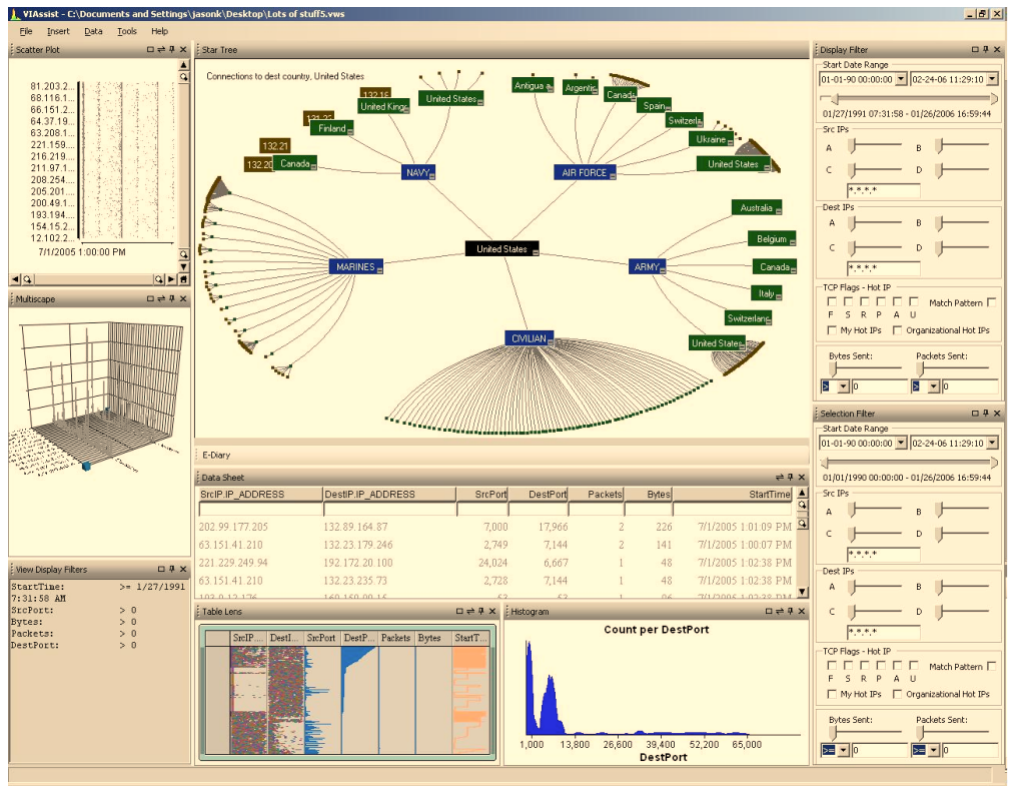 VIAssist - C:\Documents and Settings\jasonk\Desktop\Lots of stuff5.vws
File Insert Data Tools Help
Scatter Plot
81.203.2...
68.116.1...
66.151.2...
64.37.19...
63.208.1...
221.159....
216.219....
211.97.1...
208.254....
205.201....
200.49.1...
193.194....
154.15.2...
12.102.2...
7/1/2005 1:00:00 PM
Multiscape
View Display Filters
StartTime: >= 1/27/1991
7:31:58 AM
SrcPort: > 0
Bytes: > 0
Packets: > 0
DestPort: > 0
Star Tree
Connections to dest country, United States
132.16
United King
United States
Finland
132.21
132.20
Canada
NAVY
Antigua a
Argentin
Canada
Spain
Switzerla
Ukraine
United States
AIR FORCE
United States
MARINES
ARMY
Australia
Belgium
Canada
Italy
Switzerlan
United States
CIVILIAN
E-Diary
Data Sheet
SrcIP.IP_ADDRESS DestIP.IP_ADDRESS SrcPort DestPort Packets Bytes StartTime
202.99.177.205 132.89.164.87 7,000 17,966 2 226 7/1/2005 1:01:09 PM
63.151.41.210 132.23.179.246 2,749 7,144 2 141 7/1/2005 1:00:07 PM
221.229.249.94 192.172.20.100 24,024 6,667 1 48 7/1/2005 1:02:38 PM
63.151.41.210 132.23.235.73 2,728 7,144 1 48 7/1/2005 1:02:38 PM
Table Lens
SrcIP... DestI... SrcPort DestP... Packets Bytes StartT...
Histogram
Count per DestPort
1,000 13,800 26,600 39,400 52,200 65,000
DestPort
Display Filter
Start Date Range
01-01-90 00:00:00 02-24-06 11:29:10
01/27/1991 07:31:58 - 01/26/2006 16:59:44
Src IPs
A B
C D
*.*.*.*
Dest IPs
A B
C D
*.*.*.*
TCP Flags - Hot IP
Match Pattern
F S R P A U
My Hot IPs Organizational Hot IPs
Bytes Sent: Packets Sent:
> 0 > 0
Selection Filter
Start Date Range
01-01-90 00:00:00 02-24-06 11:29:10
01/01/1990 00:00:00 - 01/26/2006 16:59:44
Src IPs
A B
C D
*.*.*.*
Dest IPs
A B
C D
*.*.*.*
TCP Flags - Hot IP
Match Pattern
F S R P A U
My Hot IPs Organizational Hot IPs
Bytes Sent: Packets Sent:
>= 0 >= 0